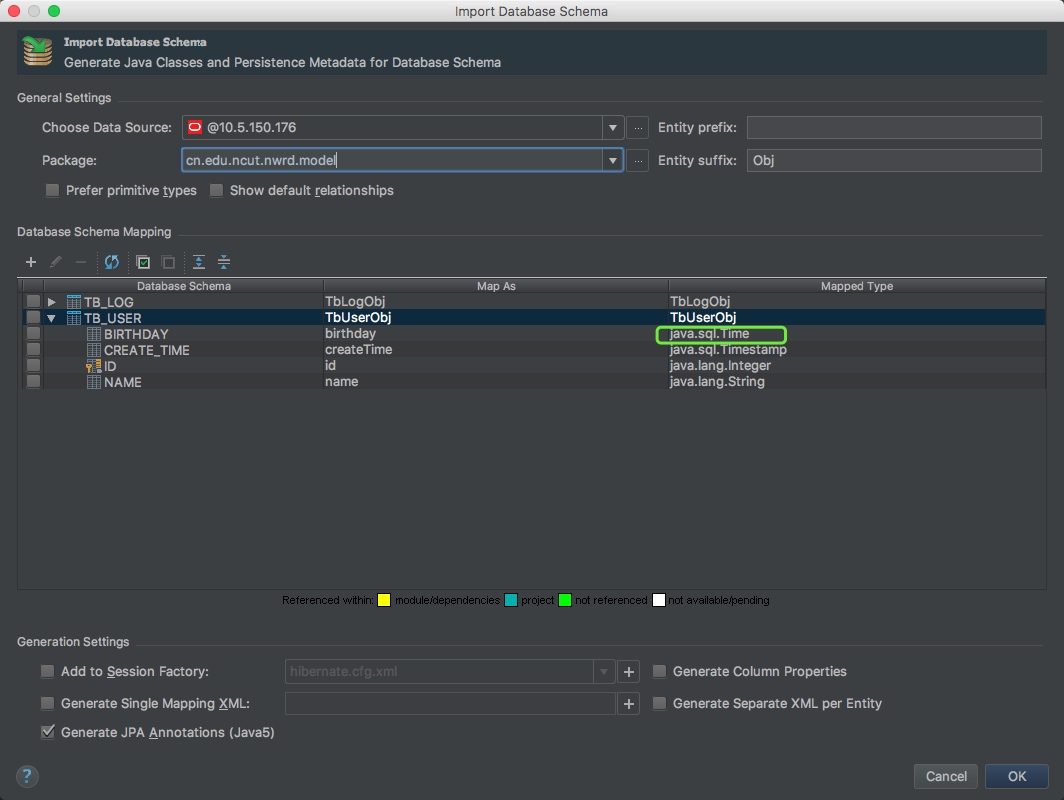 Import Database Schema
Import Database Schema
Generate Java Classes and Persistence Metadata for Database Schema
General Settings
Choose Data Source: @10.5.150.176 ... Entity prefix:
Package: cn.edu.ncut.nwrd.model ... Entity suffix: Obj
Prefer primitive types Show default relationships
Database Schema Mapping
Database Schema Map As Mapped Type
TB_LOG TbLogObj TbLogObj
TB_USER TbUserObj TbUserObj
BIRTHDAY birthday java.sql.Time
CREATE_TIME createTime java.sql.Timestamp
ID id java.lang.Integer
NAME name java.lang.String
Referenced within: module/dependencies project not referenced not available/pending
Generation Settings
Add to Session Factory: hibernate.cfg.xml + Generate Column Properties
Generate Single Mapping XML: + Generate Separate XML per Entity
Generate JPA Annotations (Java5)
? Cancel OK